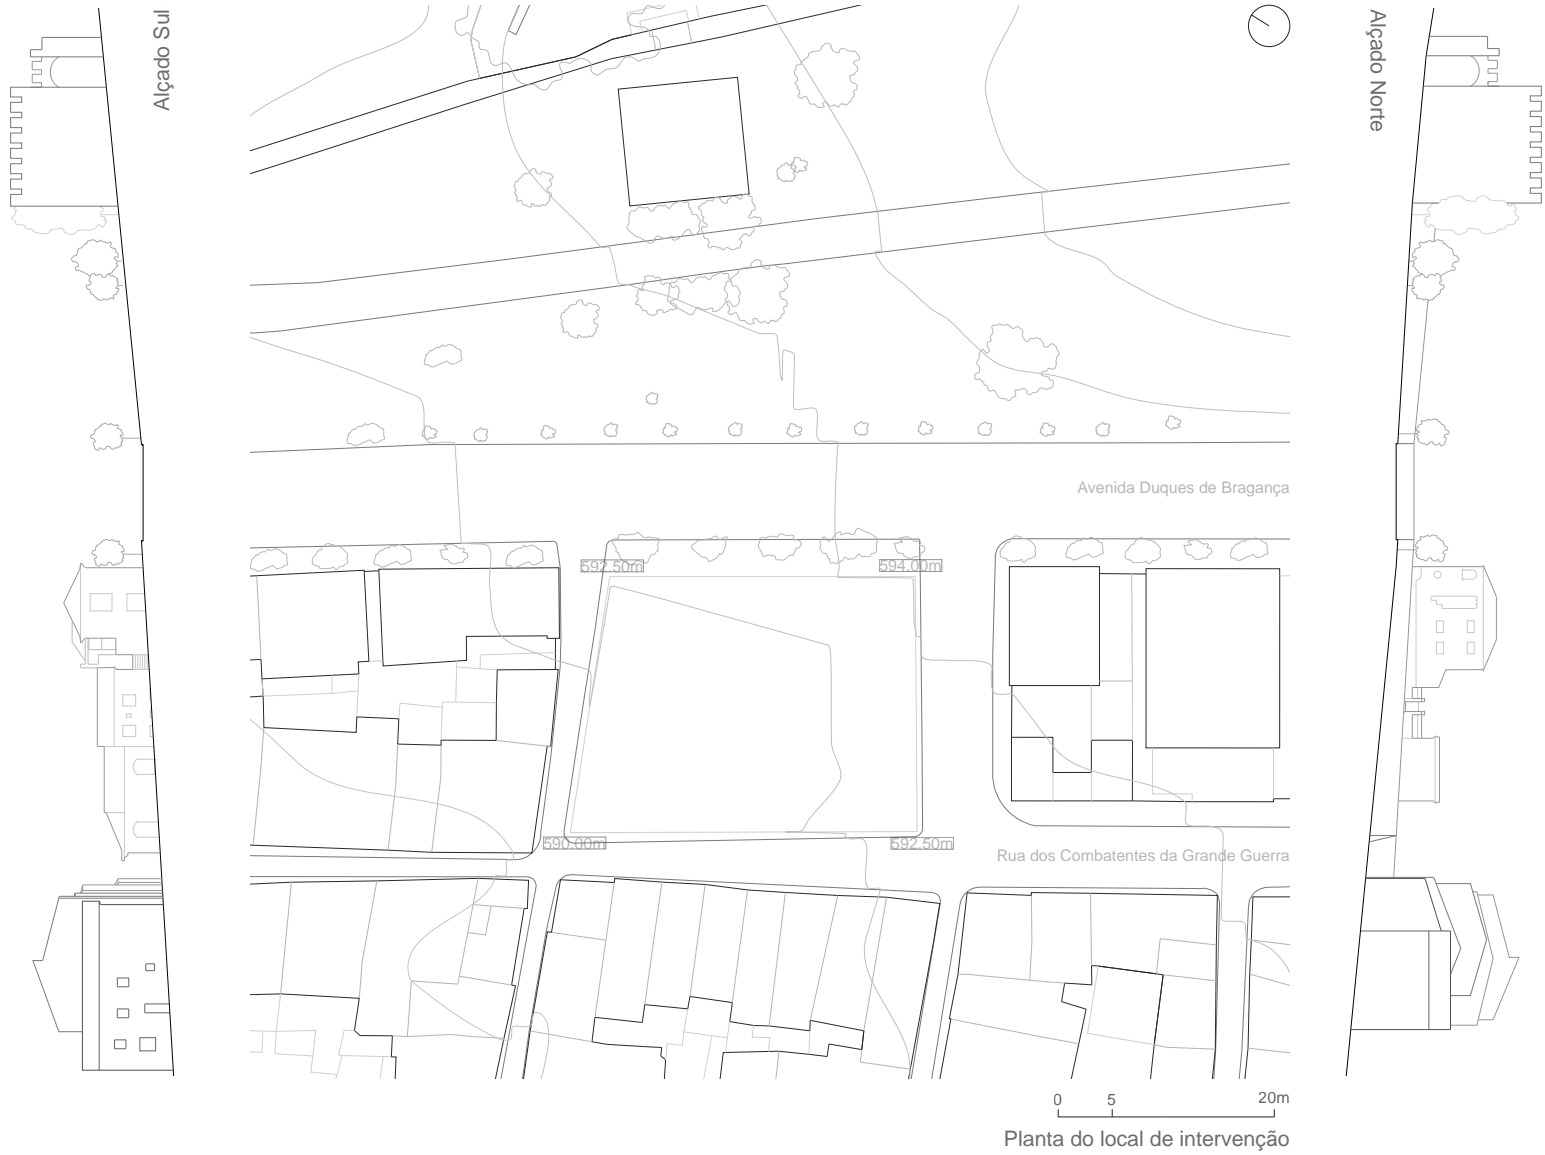 Alçado Sul
Alçado Norte
Avenida Duques de Bragança
592.50m
594.00m
590.00m
592.50m
Rua dos Combatentes da Grande Guerra
0 5 20m
Planta do local de intervenção